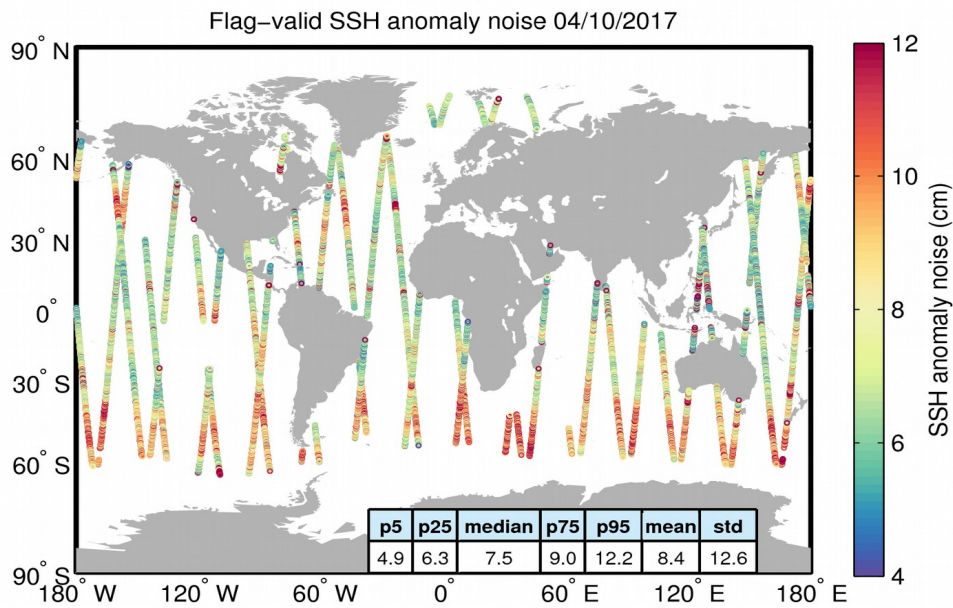 Flag−valid SSH anomaly noise 04/10/2017
90° N
60° N
30° N
0°
30° S
60° S
90° S
180° W 120° W 60° W 0° 60° E 120° E 180° E
p5 p25 median p75 p95 mean std
4.9 6.3 7.5 9.0 12.2 8.4 12.6
12
10
8
6
4
SSH anomaly noise (cm)